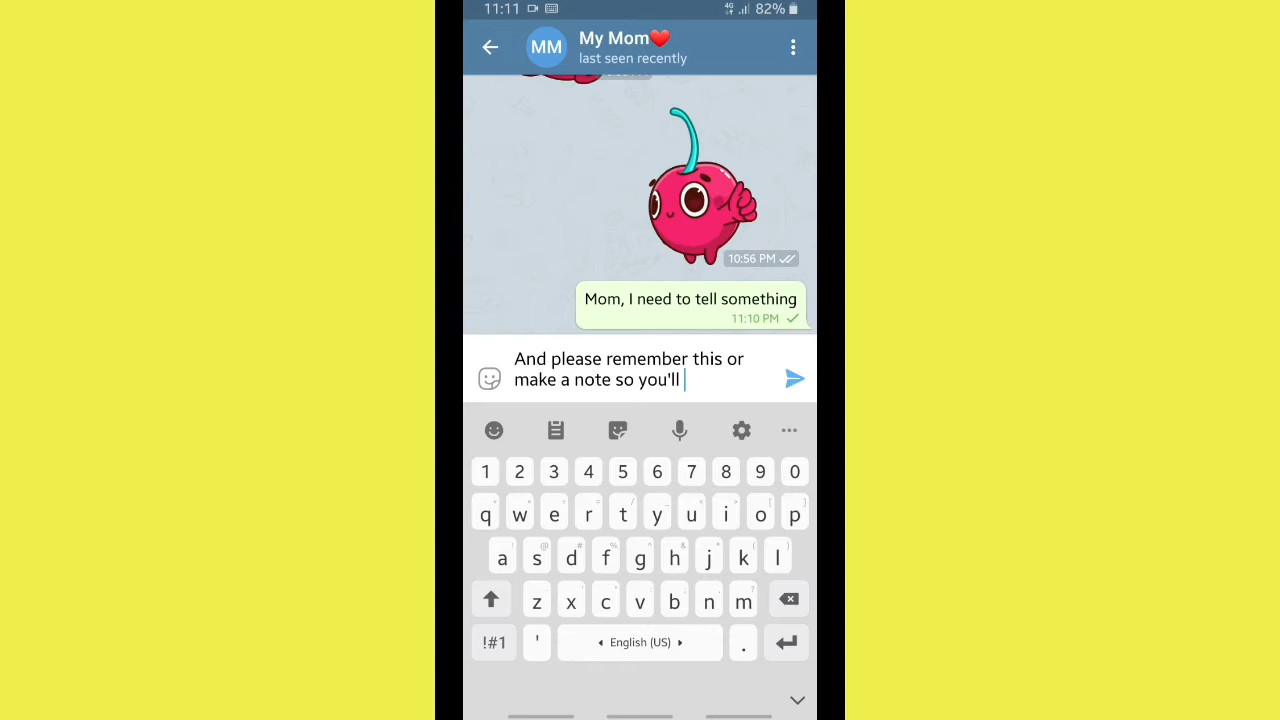 11:11
4G
82%
MM
My Mom❤️
last seen recently
10:56 PM
Mom, I need to tell something
11:10 PM
And please remember this or
make a note so you'll
1 2 3 4 5 6 7 8 9 0
q w e r t y u i o p
a s d f g h j k l
z x c v b n m
!#1 ' English (US) .